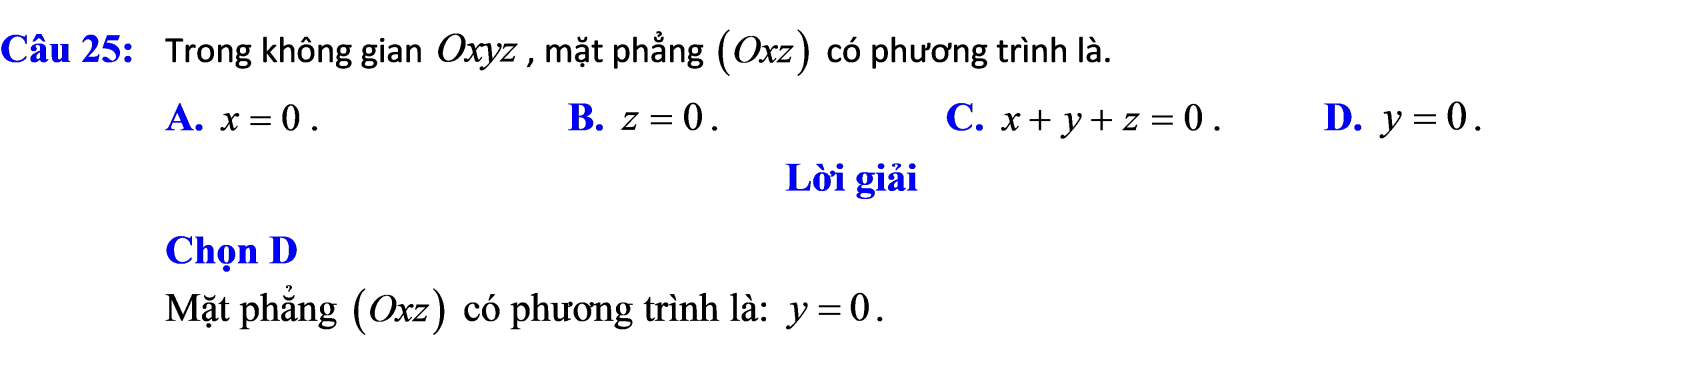 Câu 25: Trong không gian Oxyz , mặt phẳng (Oxz) có phương trình là.
A. x = 0 . B. z = 0 . C. x + y + z = 0 . D. y = 0 .
Lời giải
Chọn D
Mặt phẳng (Oxz) có phương trình là: y = 0 .